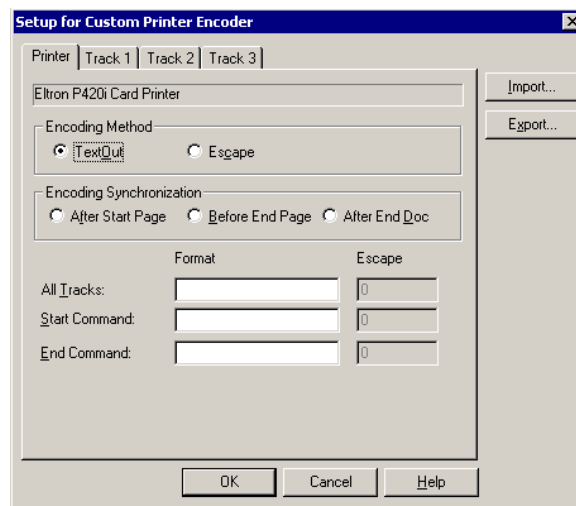 Setup for Custom Printer Encoder
Printer Track 1 Track 2 Track 3
Import...
Eltron P420i Card Printer
Export...
Encoding Method
TextOut Escape
Encoding Synchronization
After Start Page Before End Page After End Doc
Format Escape
All Tracks: 0
Start Command: 0
End Command: 0
OK Cancel Help